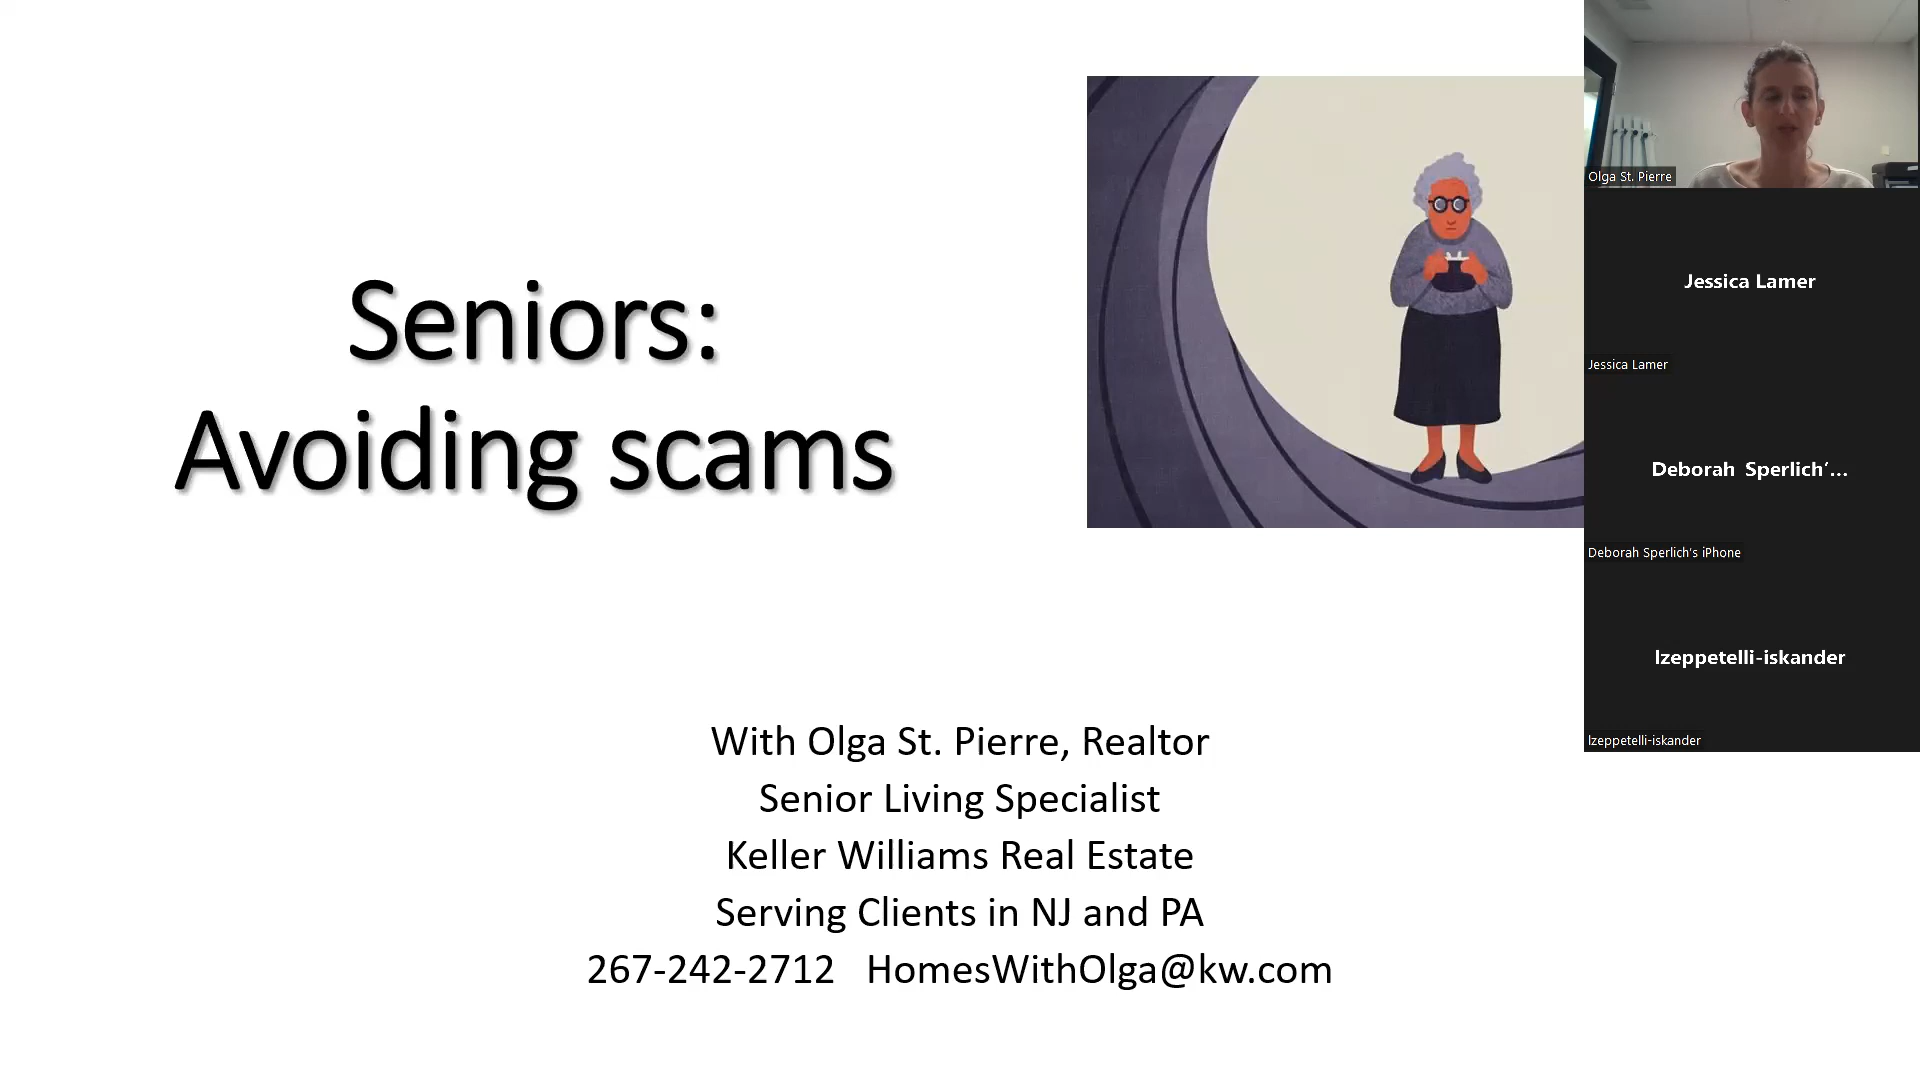 Seniors:
Avoiding scams
With Olga St. Pierre, Realtor
Senior Living Specialist
Keller Williams Real Estate
Serving Clients in NJ and PA
267-242-2712   HomesWithOlga@kw.com
Olga St. Pierre
Jessica Lamer
Jessica Lamer
Deborah Sperlich’...
Deborah Sperlich's iPhone
lzeppetelli-iskander
lzeppetelli-iskander